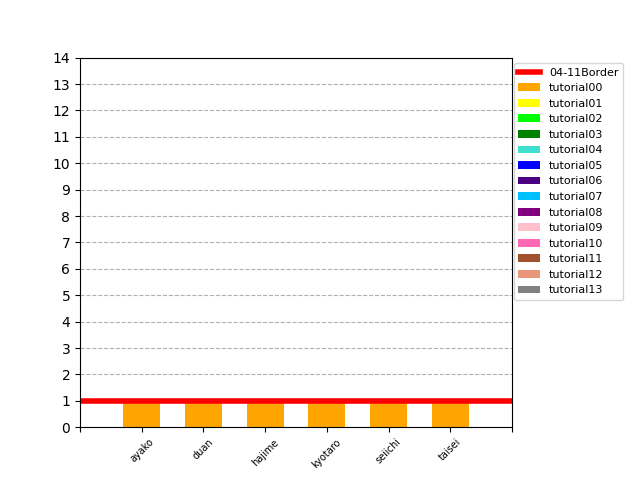 14
13
12
11
10
9
8
7
6
5
4
3
2
1
0
ayako
duan
hajime
kyotaro
seiichi
taisei
04-11Border
tutorial00
tutorial01
tutorial02
tutorial03
tutorial04
tutorial05
tutorial06
tutorial07
tutorial08
tutorial09
tutorial10
tutorial11
tutorial12
tutorial13